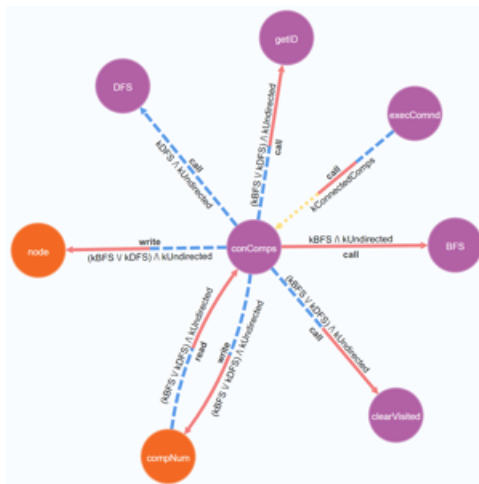 getID
DFS
execComnd
call
kDFS /\ kUndirected
(kBFS \/ kDFS) /\ kUndirected
call
call
kConnectedComps
node
write
(kBFS \/ kDFS) /\ kUndirected
conComps
kBFS /\ kUndirected
call
BFS
(kBFS \/ kDFS) /\ kUndirected
read
write
(kBFS \/ kDFS) /\ kUndirected
(kBFS \/ kDFS) /\ kUndirected
call
clearVisited
compNum